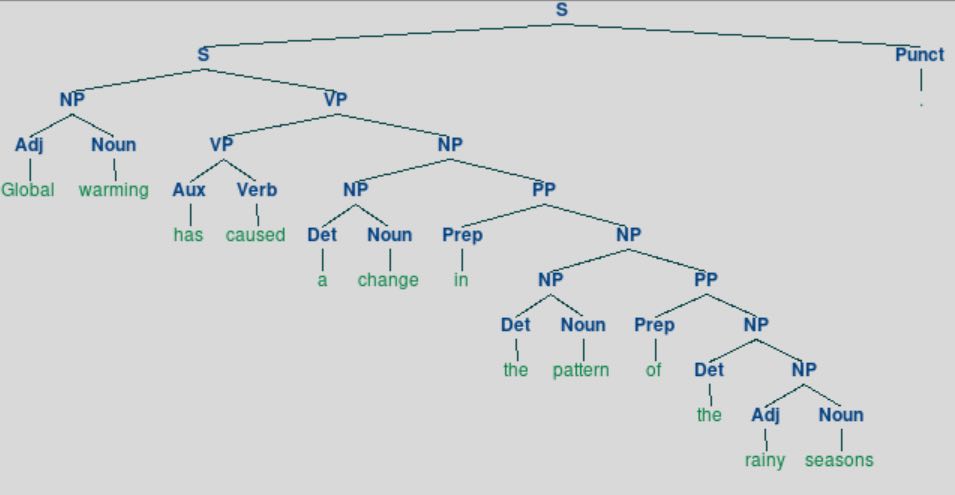 S
S Punct
NP VP .
Adj Noun VP NP
Global warming Aux Verb NP PP
has caused Det Noun Prep NP
a change in NP PP
Det Noun Prep NP
the pattern of Det NP
the Adj Noun
rainy seasons